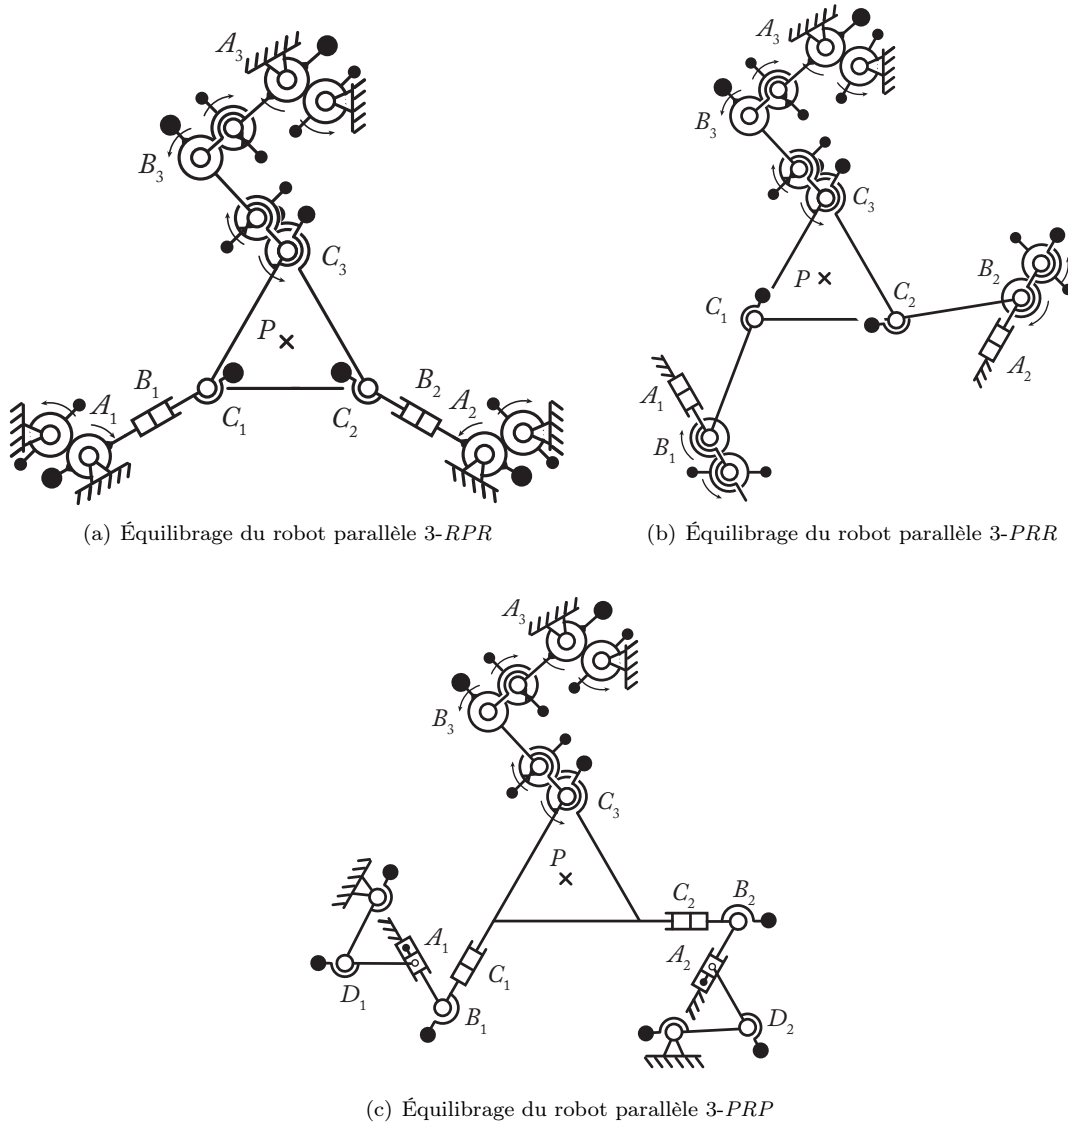 A3
B3
C3
P
B1
A1
C1
B2
A2
C2
(a) Équilibrage du robot parallèle 3-RPR
A3
B3
C3
P
C1
C2
B2
A2
A1
B1
(b) Équilibrage du robot parallèle 3-PRR
A3
B3
C3
P
C2
B2
A1
A2
C1
D1
B1
D2
(c) Équilibrage du robot parallèle 3-PRP